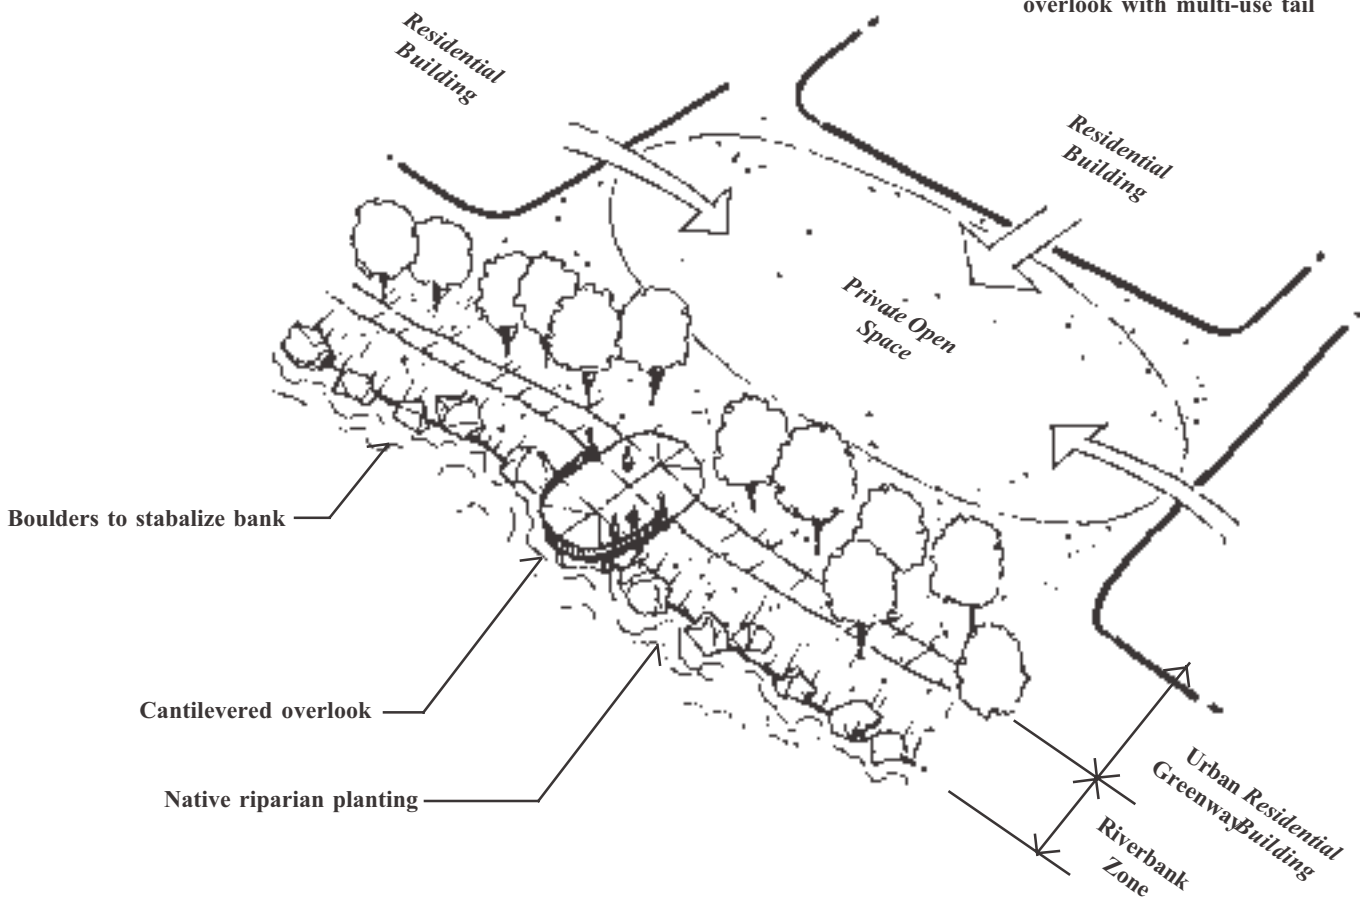 overlook with multi-use tail
Residential
Building
Residential
Building
Private Open
Space
Boulders to stabalize bank
Cantilevered overlook
Native riparian planting
Urban
Greenway
Residential
Building
Riverbank
Zone